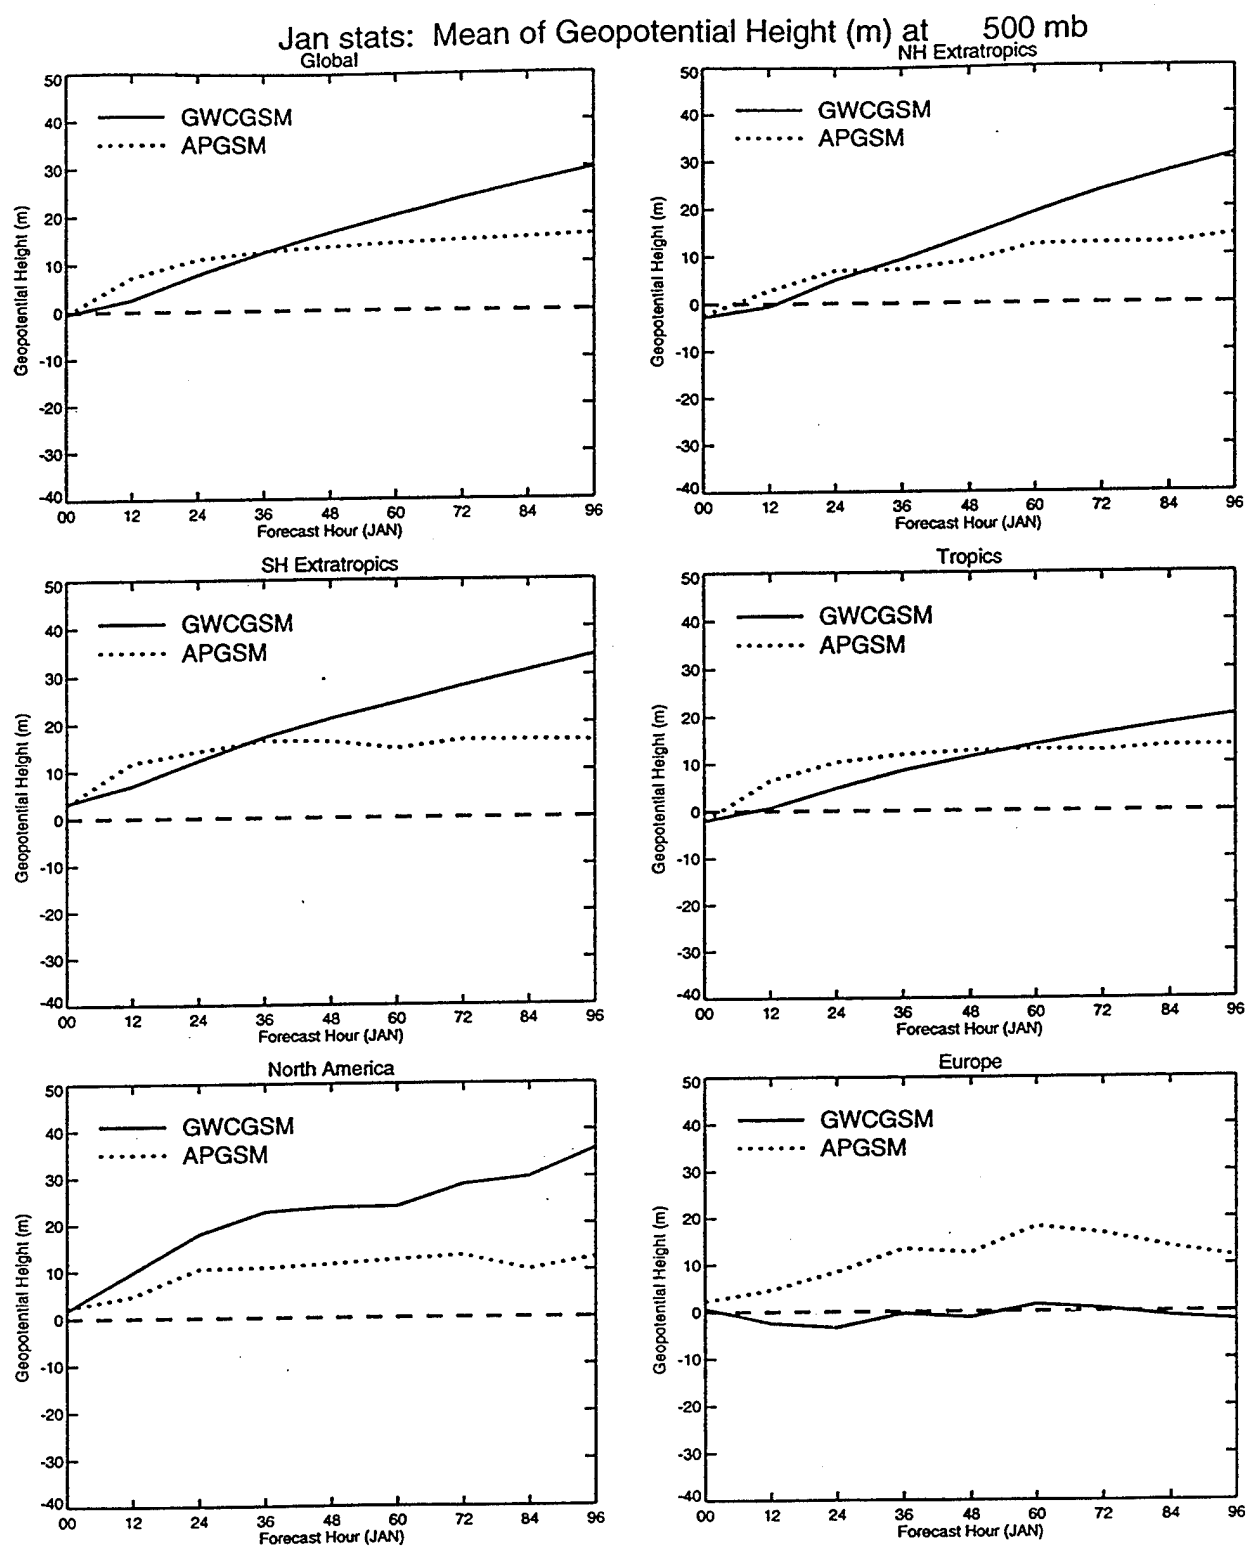 Jan stats: Mean of Geopotential Height (m) at 500 mb
Global
50
40
30
20
10
0
-10
-20
-30
-40
Geopotential Height (m)
GWCGSM
APGSM
00 12 24 36 48 60 72 84 96
Forecast Hour (JAN)
NH Extratropics
50
40
30
20
10
0
-10
-20
-30
-40
Geopotential Height (m)
GWCGSM
APGSM
00 12 24 36 48 60 72 84 96
Forecast Hour (JAN)
SH Extratropics
50
40
30
20
10
0
-10
-20
-30
-40
Geopotential Height (m)
GWCGSM
APGSM
00 12 24 36 48 60 72 84 96
Forecast Hour (JAN)
Tropics
50
40
30
20
10
0
-10
-20
-30
-40
Geopotential Height (m)
GWCGSM
APGSM
00 12 24 36 48 60 72 84 96
Forecast Hour (JAN)
North America
50
40
30
20
10
0
-10
-20
-30
-40
Geopotential Height (m)
GWCGSM
APGSM
00 12 24 36 48 60 72 84 96
Forecast Hour (JAN)
Europe
50
40
30
20
10
0
-10
-20
-30
-40
Geopotential Height (m)
GWCGSM
APGSM
00 12 24 36 48 60 72 84 96
Forecast Hour (JAN)